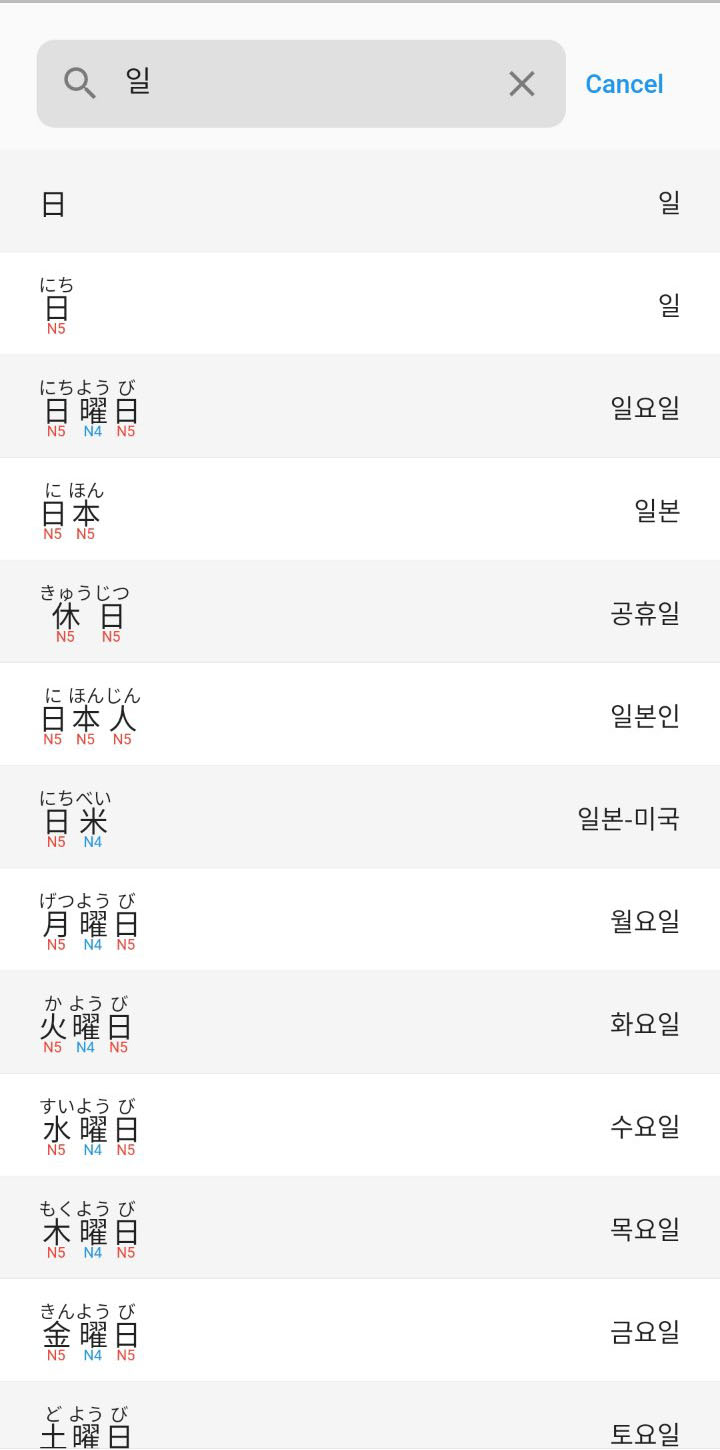 일
Cancel
日 일
にち
日 일
N5
にちようび
日曜日 일요일
N5 N4 N5
にほん
日本 일본
N5 N5
きゅうじつ
休日 공휴일
N5 N5
にほんじん
日本人 일본인
N5 N5 N5
にちべい
日米 일본-미국
N5 N4
げつようび
月曜日 월요일
N5 N4 N5
かようび
火曜日 화요일
N5 N4 N5
すいようび
水曜日 수요일
N5 N4 N5
もくようび
木曜日 목요일
N5 N4 N5
きんようび
金曜日 금요일
N5 N4 N5
どようび
土曜日 토요일